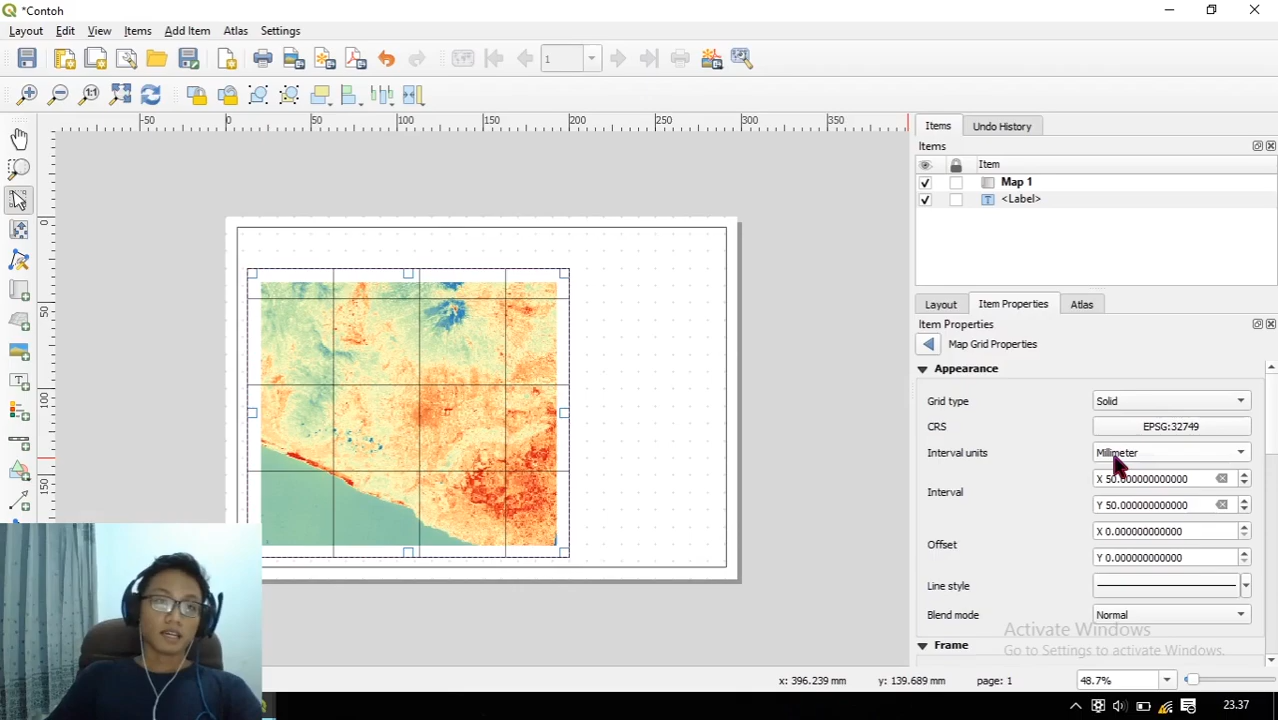 *Contoh
Layout Edit View Items Add Item Atlas Settings
1
-50 0 50 100 150 200 250 300 350
0
50
100
150
Items Undo History
Items
Item
Map 1
<Label>
Layout Item Properties Atlas
Item Properties
Map Grid Properties
Appearance
Grid type Solid
CRS EPSG:32749
Interval units Millimeter
Interval X 50.000000000000
Y 50.000000000000
Offset X 0.000000000000
Y 0.000000000000
Line style
Blend mode Normal
Activate Windows
Frame
Go to Settings to activate Windows.
x: 396.239 mm y: 139.689 mm page: 1 48.7%
23.37